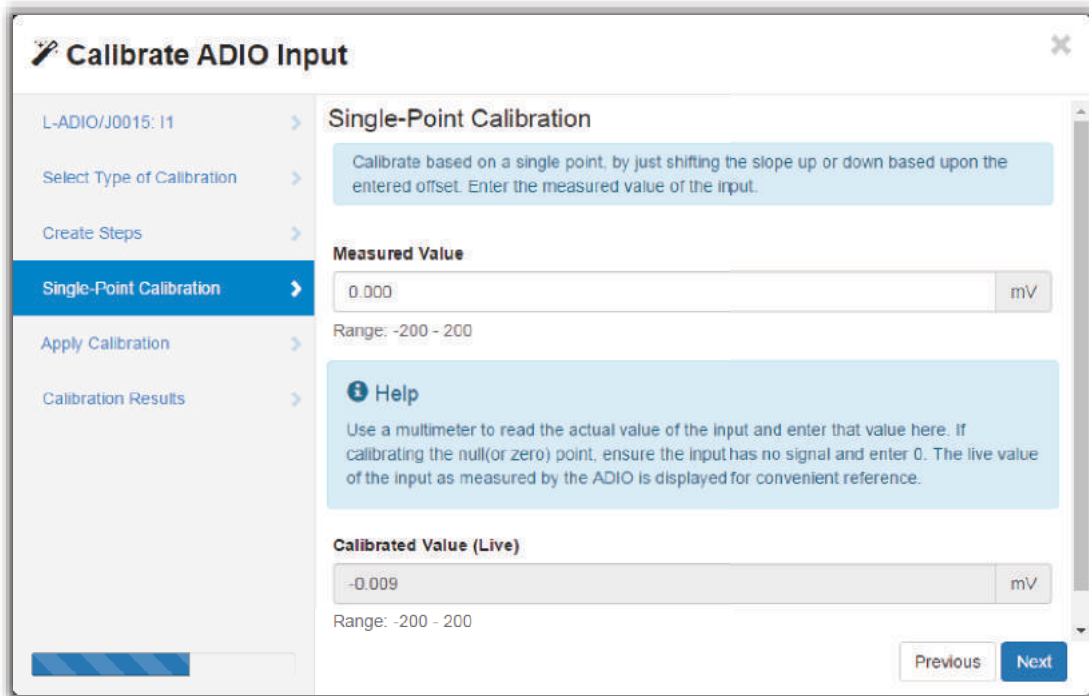 Calibrate ADIO Input
L-ADIO/J0015: I1
Select Type of Calibration
Create Steps
Single-Point Calibration
Apply Calibration
Calibration Results
Single-Point Calibration
Calibrate based on a single point, by just shifting the slope up or down based upon the
entered offset. Enter the measured value of the input.
Measured Value
0.000 mV
Range: -200 - 200
Help
Use a multimeter to read the actual value of the input and enter that value here. If
calibrating the null(or zero) point, ensure the input has no signal and enter 0. The live value
of the input as measured by the ADIO is displayed for convenient reference.
Calibrated Value (Live)
-0.009 mV
Range: -200 - 200
Previous Next